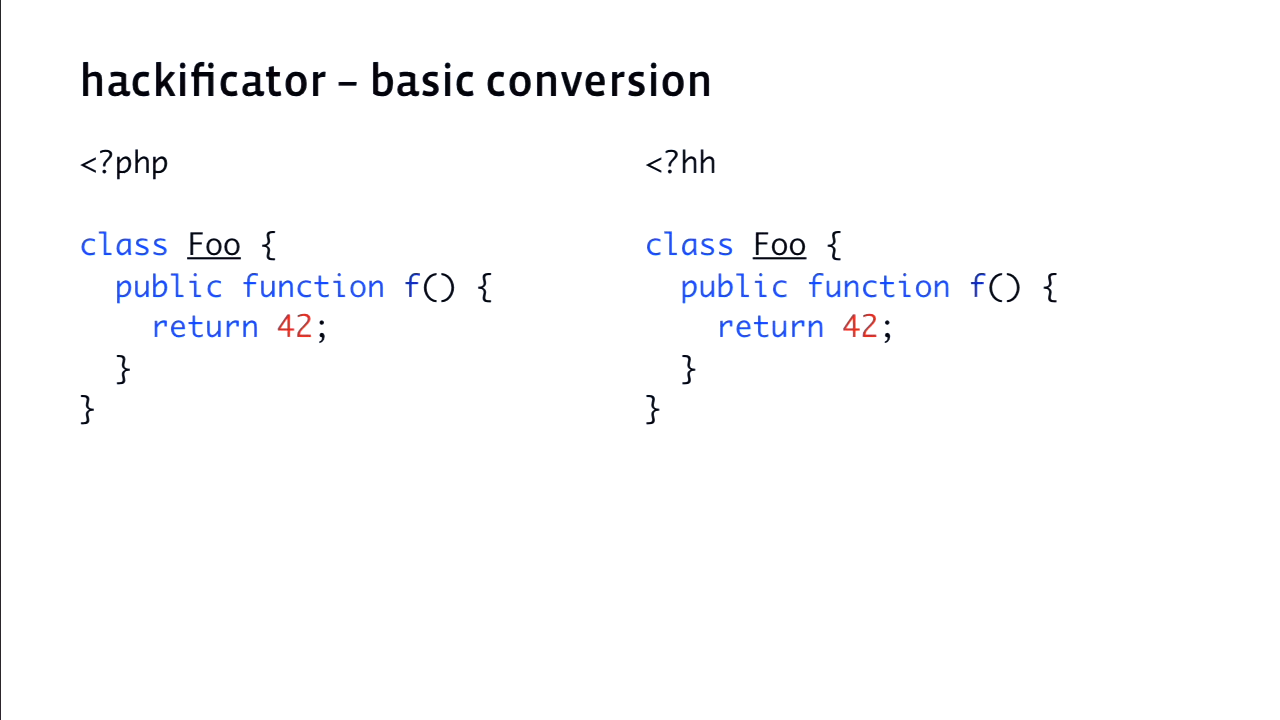 hackificator – basic conversion
<?php
class Foo {
  public function f() {
    return 42;
  }
}
<?hh
class Foo {
  public function f() {
    return 42;
  }
}